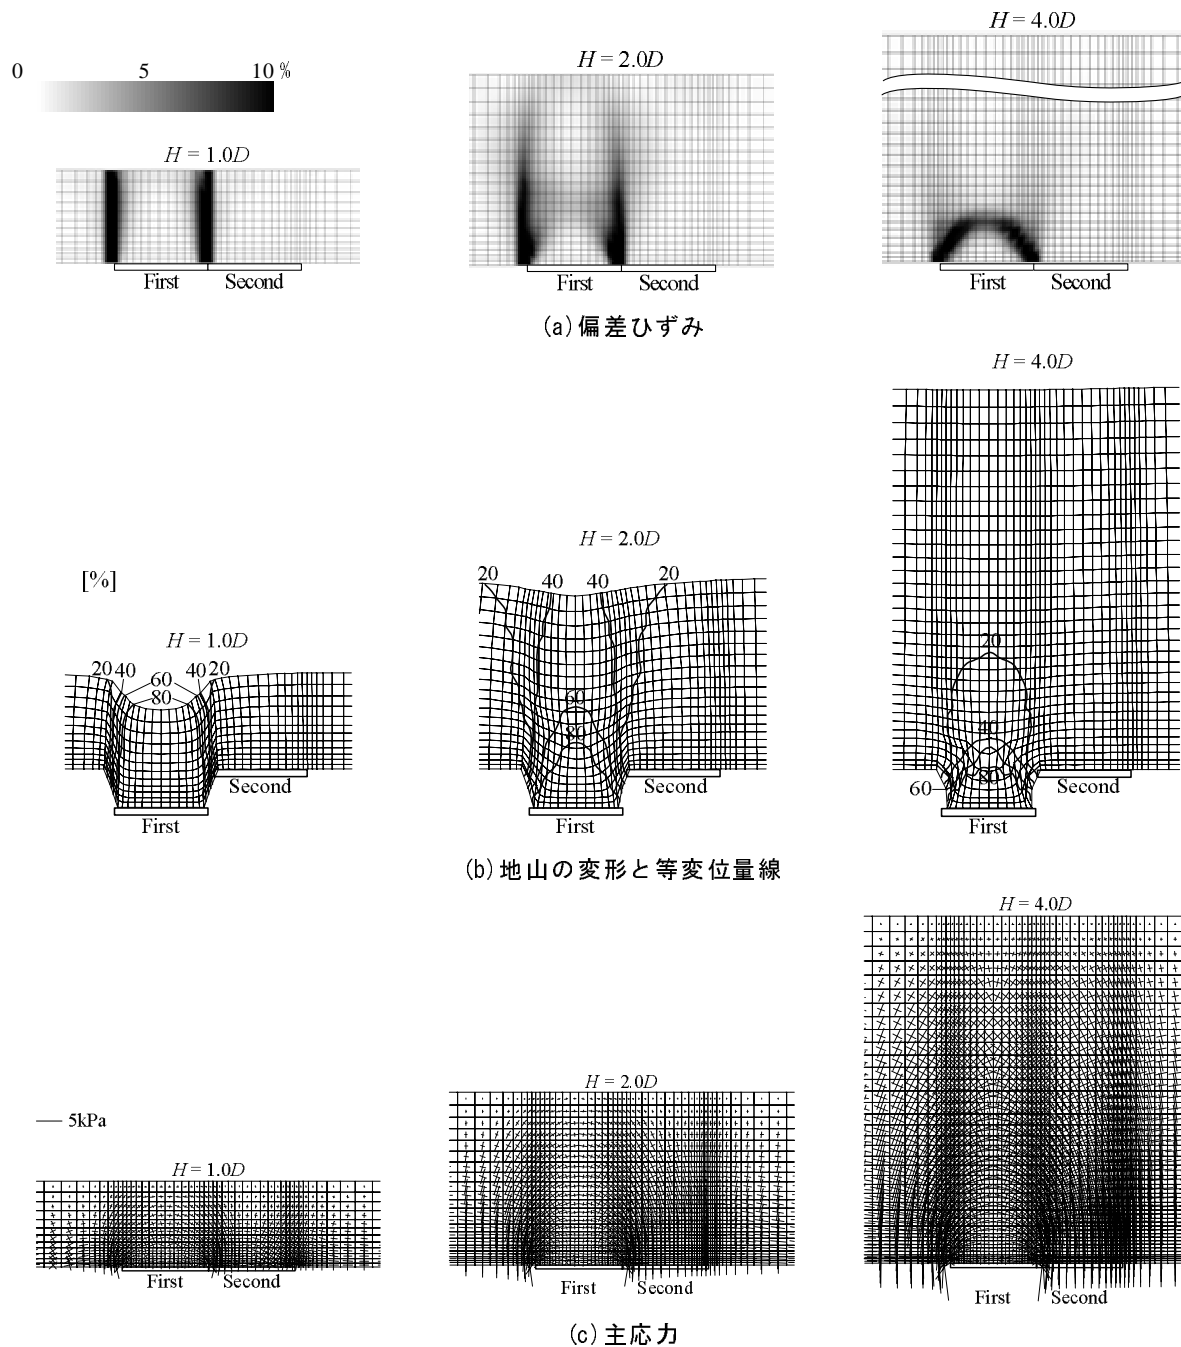 H = 4.0D
0 5 10 %
H = 2.0D
H = 1.0D
First Second
First Second
First Second
(a)偏差ひずみ
H = 4.0D
H = 2.0D
[%]
20 40 40 20
H = 1.0D
20 40 60 40 20
80
60
80
20
40
80
60
Second
Second
Second
First
First
First
(b)地山の変形と等変位量線
H = 4.0D
H = 2.0D
5kPa
H = 1.0D
First Second
First Second
First Second
(c)主応力